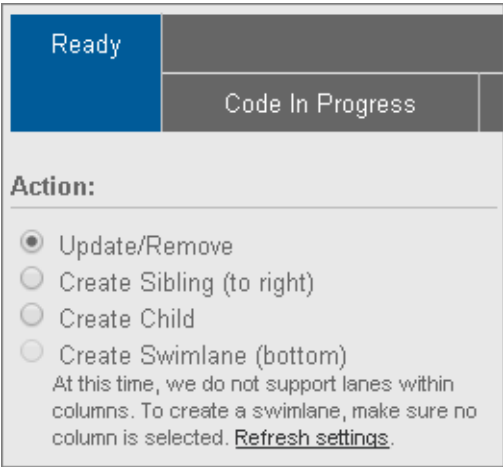 Ready
Code In Progress
Action:
Update/Remove
Create Sibling (to right)
Create Child
Create Swimlane (bottom)
At this time, we do not support lanes within
columns. To create a swimlane, make sure no
column is selected. Refresh settings.